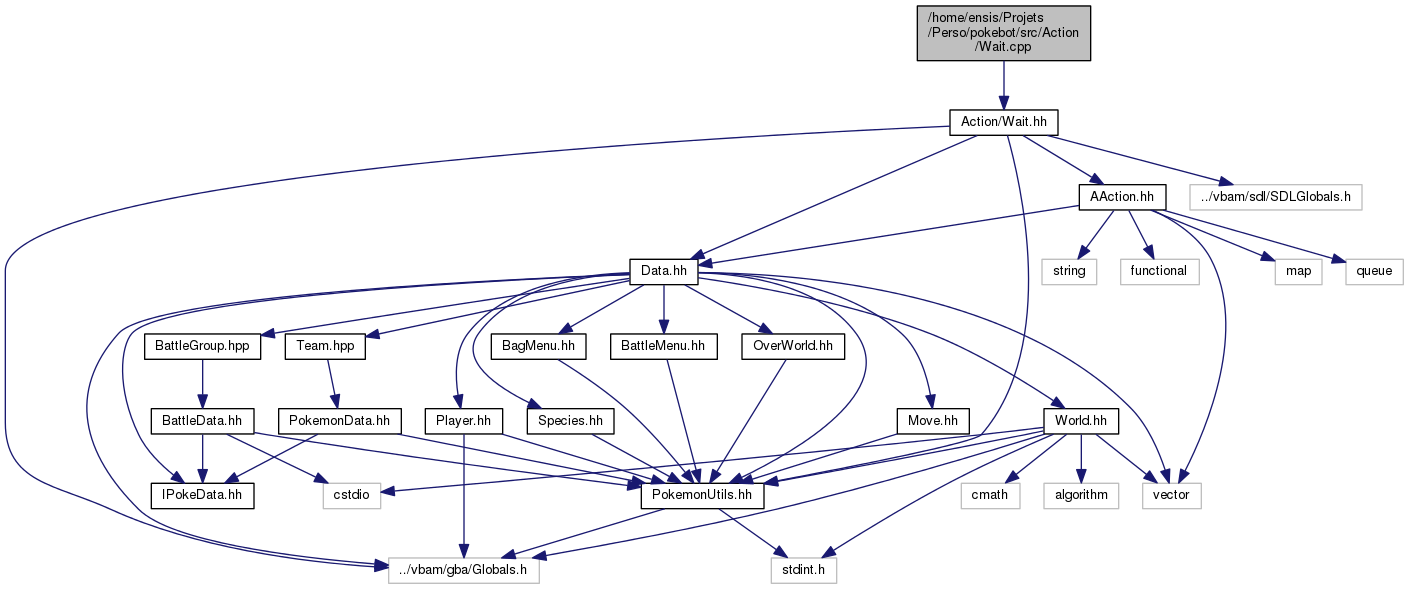 /home/ensis/Projets
/Perso/pokebot/src/Action
/Wait.cpp
Action/Wait.hh
AAction.hh
../vbam/sdl/SDLGlobals.h
Data.hh
string
functional
map
queue
BattleGroup.hpp
Team.hpp
BagMenu.hh
BattleMenu.hh
OverWorld.hh
BattleData.hh
PokemonData.hh
Player.hh
Species.hh
Move.hh
World.hh
IPokeData.hh
cstdio
PokemonUtils.hh
cmath
algorithm
vector
../vbam/gba/Globals.h
stdint.h